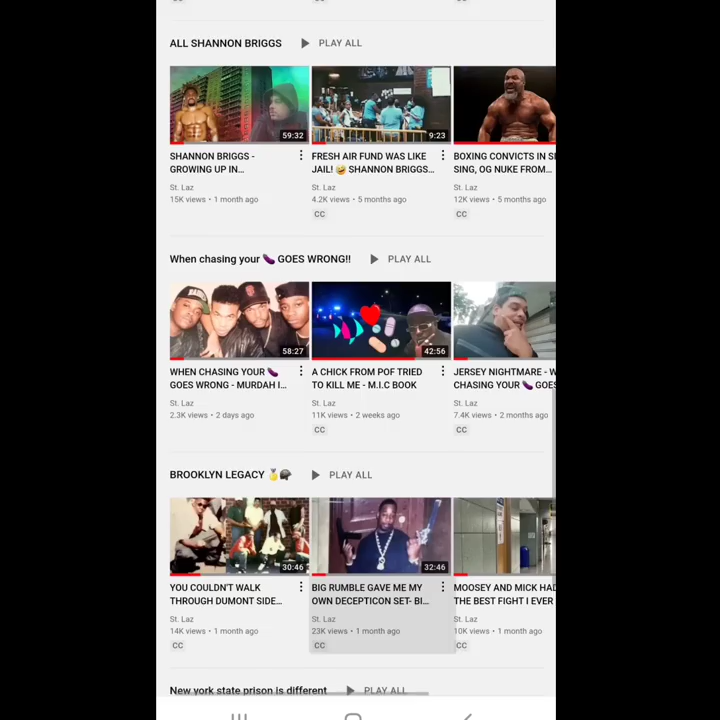 CC
CC
ALL SHANNON BRIGGS
PLAY ALL
59:32
9:23
SHANNON BRIGGS -
GROWING UP IN...
St. Laz
15K views • 1 month ago
FRESH AIR FUND WAS LIKE
JAIL! 🤣 SHANNON BRIGGS...
St. Laz
4.2K views • 5 months ago
CC
BOXING CONVICTS IN SI
SING, OG NUKE FROM...
St. Laz
12K views • 5 months ago
CC
When chasing your 🍆 GOES WRONG!!
PLAY ALL
58:27
42:56
WHEN CHASING YOUR 🍆
GOES WRONG - MURDAH I...
St. Laz
2.3K views • 2 days ago
A CHICK FROM POF TRIED
TO KILL ME - M.I.C BOOK
St. Laz
11K views • 2 weeks ago
CC
JERSEY NIGHTMARE - W
CHASING YOUR 🍆 GOES
St. Laz
7.4K views • 2 months ago
CC
BROOKLYN LEGACY 🏅🪖
PLAY ALL
30:46
32:46
YOU COULDN'T WALK
THROUGH DUMONT SIDE...
St. Laz
14K views • 1 month ago
CC
BIG RUMBLE GAVE ME MY
OWN DECEPTICON SET- BI...
St. Laz
23K views • 1 month ago
CC
MOOSEY AND MICK HAD
THE BEST FIGHT I EVER
St. Laz
10K views • 1 month ago
CC
New york state prison is different
PLAY ALL